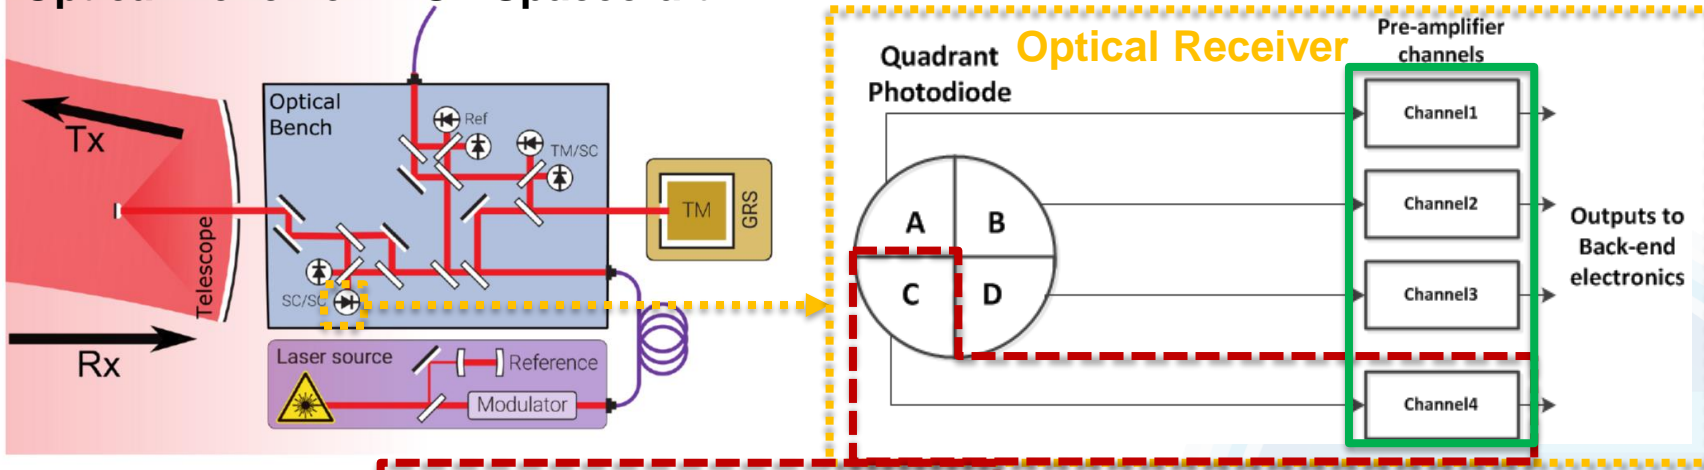 Optical
Bench
Ref
TM/SC
Tx
TM
GRS
Telescope
SC/SC
Rx
Laser source
Reference
Modulator
Optical Receiver
Pre-amplifier
channels
Quadrant
Photodiode
Channel1
A
B
Channel2
Outputs to
Back-end
electronics
C
D
Channel3
Channel4